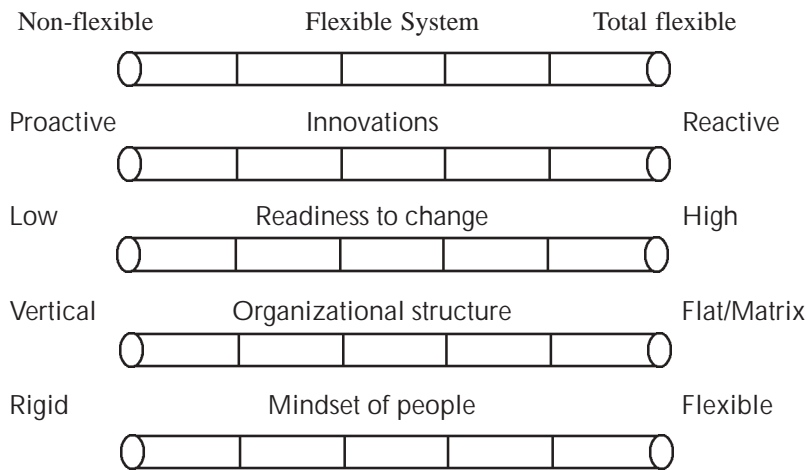 Non-flexible Flexible System Total flexible
Proactive Innovations Reactive
Low Readiness to change High
Vertical Organizational structure Flat/Matrix
Rigid Mindset of people Flexible